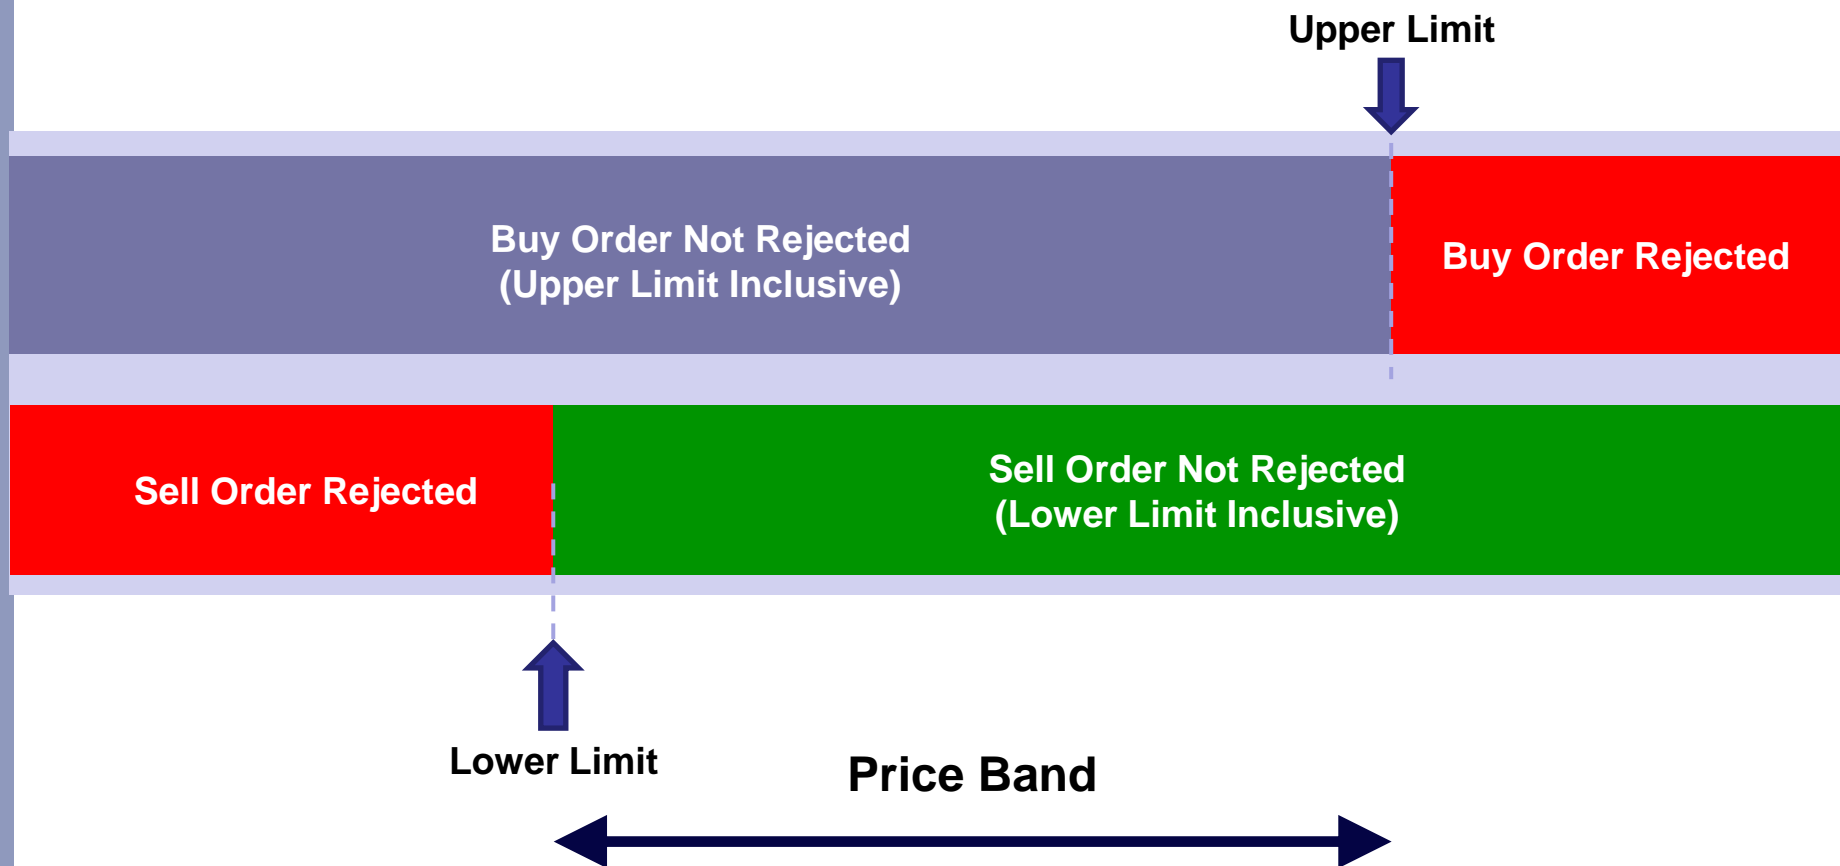 Upper Limit
Buy Order Not Rejected
(Upper Limit Inclusive)
Buy Order Rejected
Sell Order Rejected
Sell Order Not Rejected
(Lower Limit Inclusive)
Lower Limit
Price Band